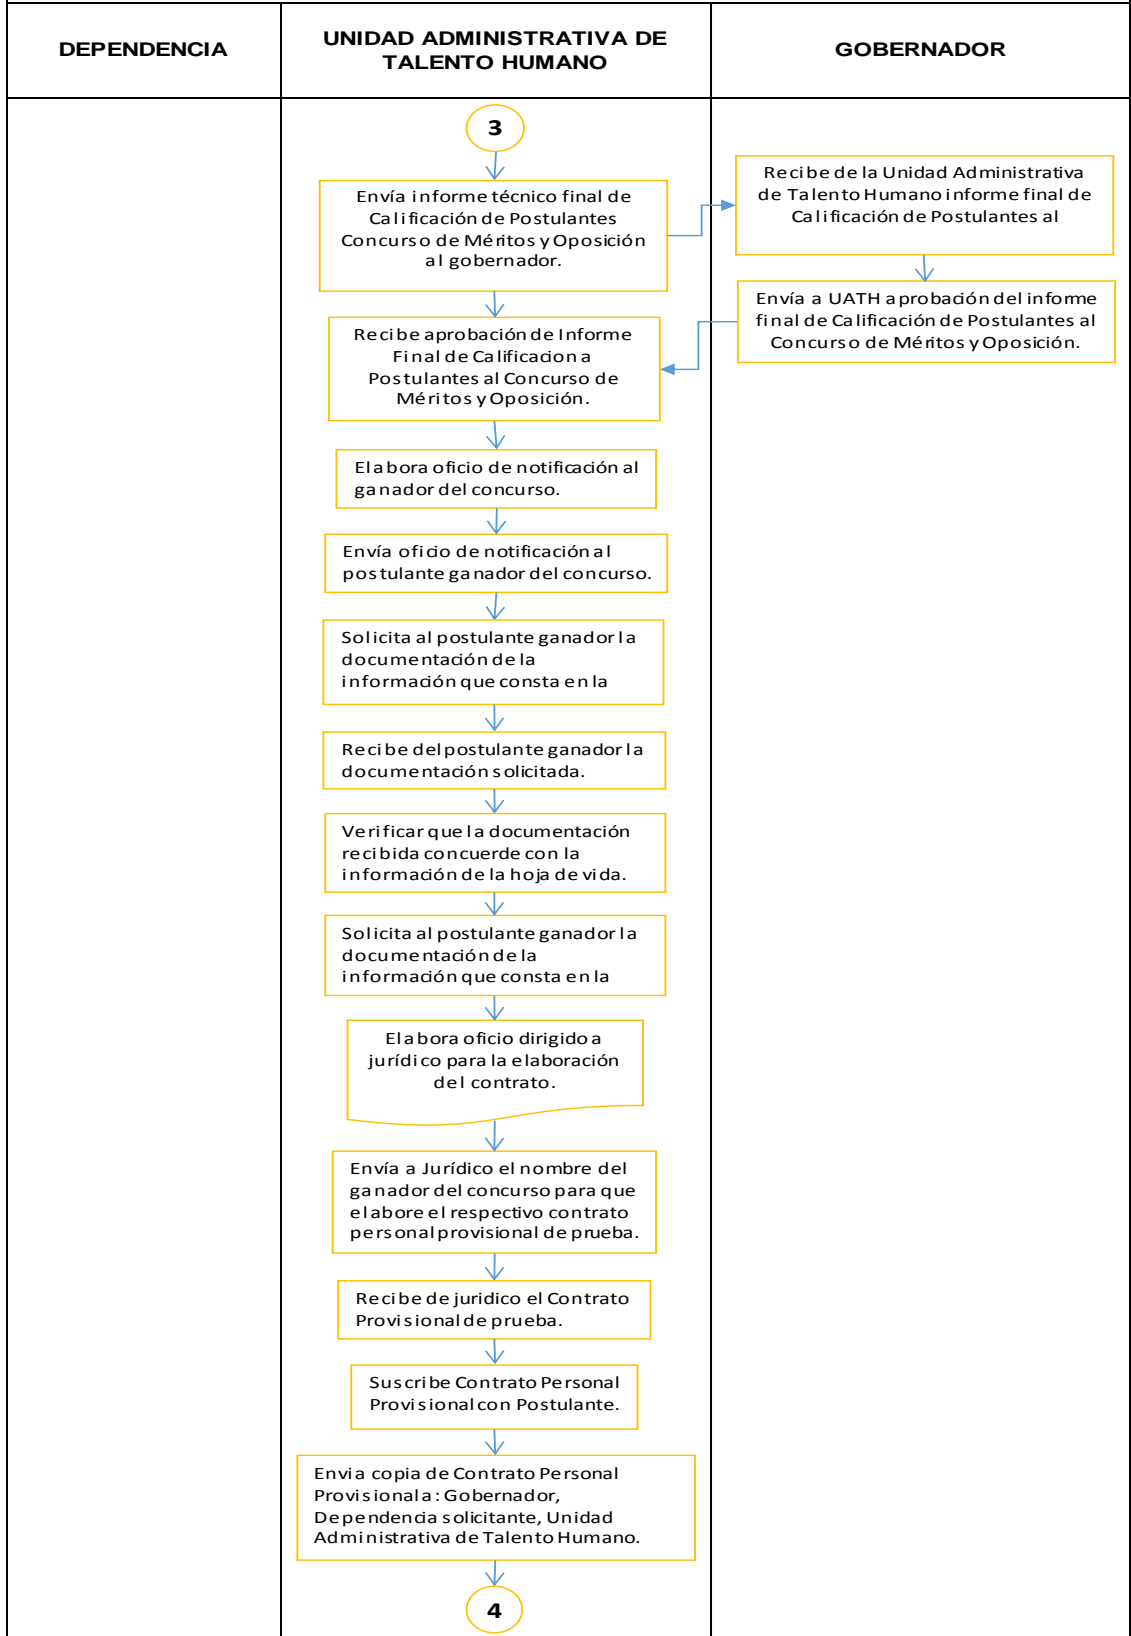 DEPENDENCIA
UNIDAD ADMINISTRATIVA DE
TALENTO HUMANO
GOBERNADOR
3
Envía informe técnico final de
Calificación de Postulantes
Concurso de Méritos y Oposición
al gobernador.
Recibe de la Unidad Administrativa
de Talento Humano informe final de
Calificación de Postulantes al
Envía a UATH aprobación del informe
final de Calificación de Postulantes al
Concurso de Méritos y Oposición.
Recibe aprobación de Informe
Final de Calificacion a
Postulantes al Concurso de
Méritos y Oposición.
Elabora oficio de notificación al
ganador del concurso.
Envía oficio de notificación al
postulante ganador del concurso.
Solicita al postulante ganador la
documentación de la
información que consta en la
Recibe del postulante ganador la
documentación solicitada.
Verificar que la documentación
recibida concuerde con la
información de la hoja de vida.
Solicita al postulante ganador la
documentación de la
información que consta en la
Elabora oficio dirigido a
jurídico para la elaboración
del contrato.
Envía a Jurídico el nombre del
ganador del concurso para que
elabore el respectivo contrato
personal provisional de prueba.
Recibe de juridico el Contrato
Provisional de prueba.
Suscribe Contrato Personal
Provisional con Postulante.
Envia copia de Contrato Personal
Provisional a: Gobernador,
Dependencia solicitante, Unidad
Administrativa de Talento Humano.
4